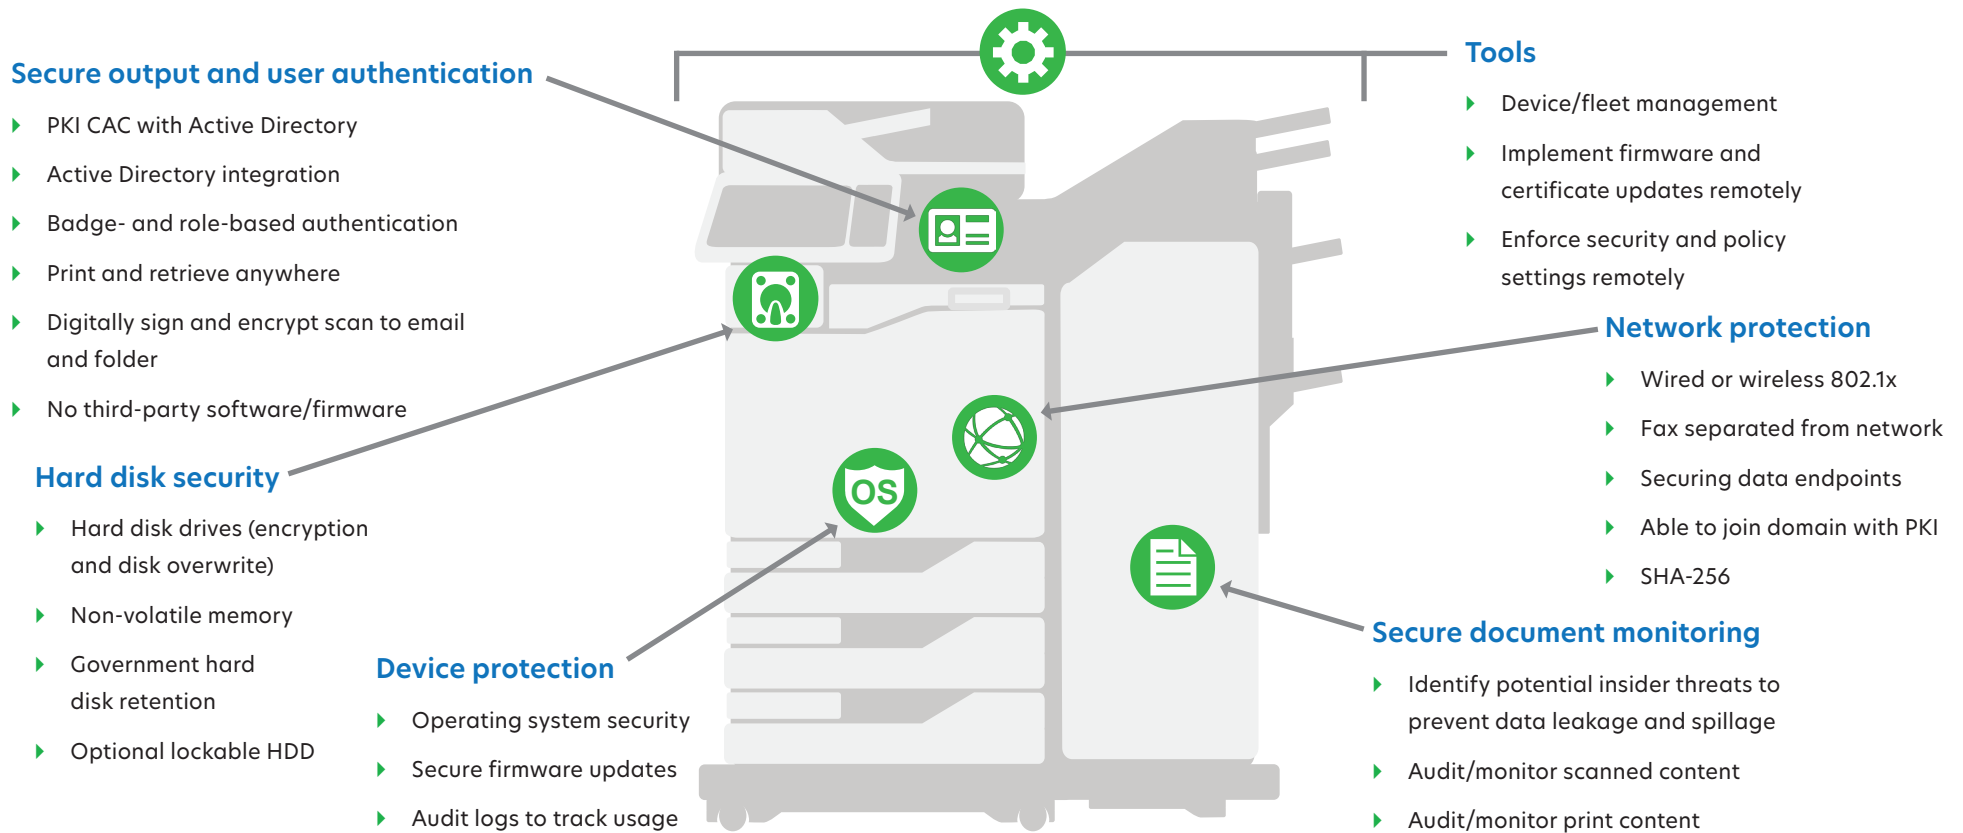 Secure output and user authentication
PKI CAC with Active Directory
Active Directory integration
Badge- and role-based authentication
Print and retrieve anywhere
Digitally sign and encrypt scan to email
and folder
No third-party software/firmware
Hard disk security
Hard disk drives (encryption
and disk overwrite)
Non-volatile memory
Government hard
disk retention
Optional lockable HDD
Device protection
Operating system security
Secure firmware updates
Audit logs to track usage
OS
Tools
Device/fleet management
Implement firmware and
certificate updates remotely
Enforce security and policy
settings remotely
Network protection
Wired or wireless 802.1x
Fax separated from network
Securing data endpoints
Able to join domain with PKI
SHA-256
Secure document monitoring
Identify potential insider threats to
prevent data leakage and spillage
Audit/monitor scanned content
Audit/monitor print content